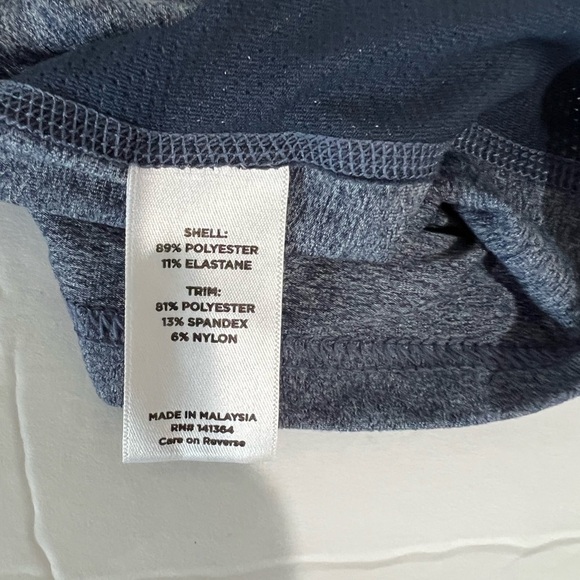 SHELL:
89% POLYESTER
11% ELASTANE
TRIM:
81% POLYESTER
13% SPANDEX
6% NYLON
MADE IN MALAYSIA
RN# 141364
Care on Reverse